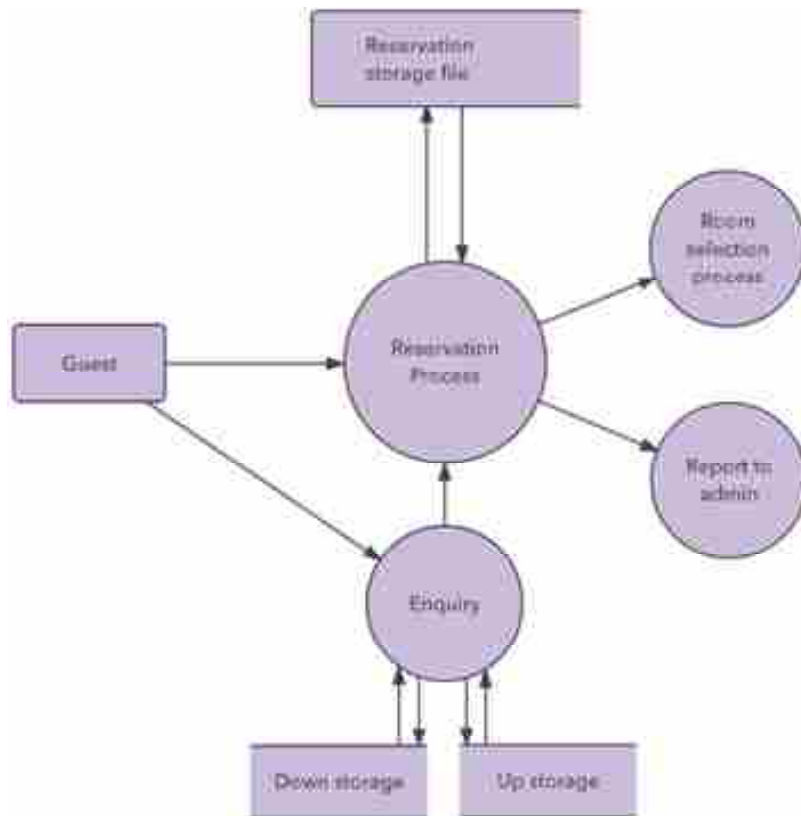 Reservation
storage file
Room
selection
process
Guest
Reservation
Process
Report to
admin
Enquiry
Down storage
Up storage